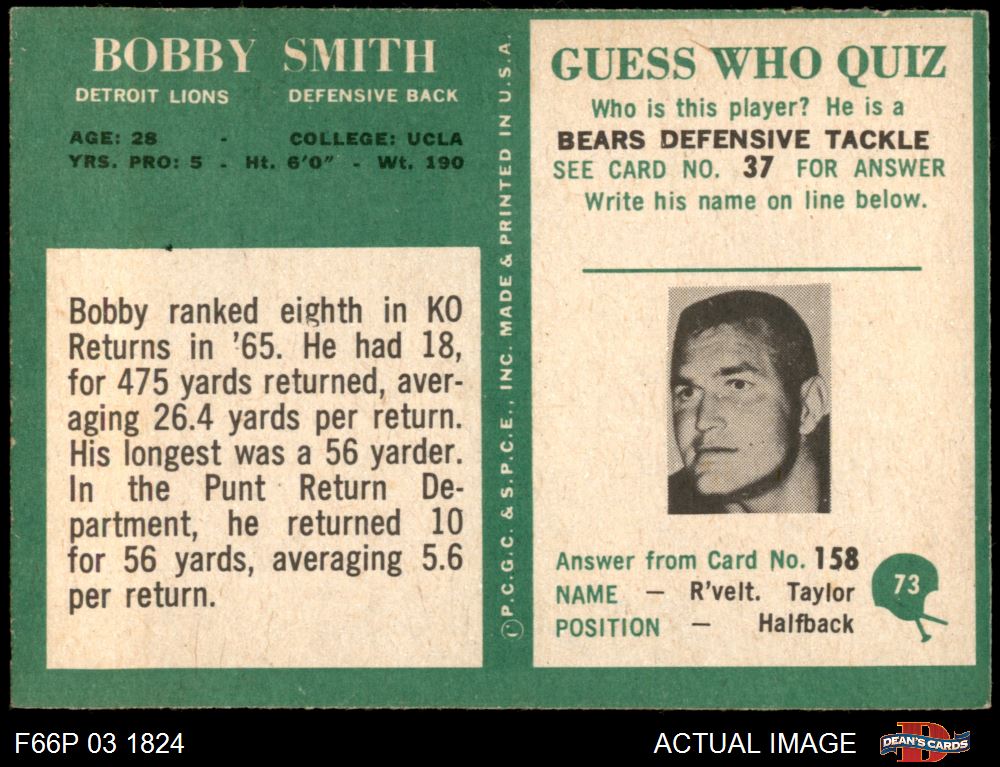 BOBBY SMITH
DETROIT LIONS DEFENSIVE BACK
AGE: 28 - COLLEGE: UCLA
YRS. PRO: 5 - Ht. 6'0" - Wt. 190
Bobby ranked eighth in KO
Returns in '65. He had 18,
for 475 yards returned, aver-
aging 26.4 yards per return.
His longest was a 56 yarder.
In the Punt Return De-
partment, he returned 10
for 56 yards, averaging 5.6
per return.
©P.C.G.C. & S.P.C.E., INC. MADE & PRINTED IN U.S.A.
GUESS WHO QUIZ
Who is this player? He is a
BEARS DEFENSIVE TACKLE
SEE CARD NO. 37 FOR ANSWER
Write his name on line below.
Answer from Card No. 158
NAME — R'velt. Taylor
POSITION — Halfback
73
F66P 03 1824
ACTUAL IMAGE
D
DEAN'S CARDS